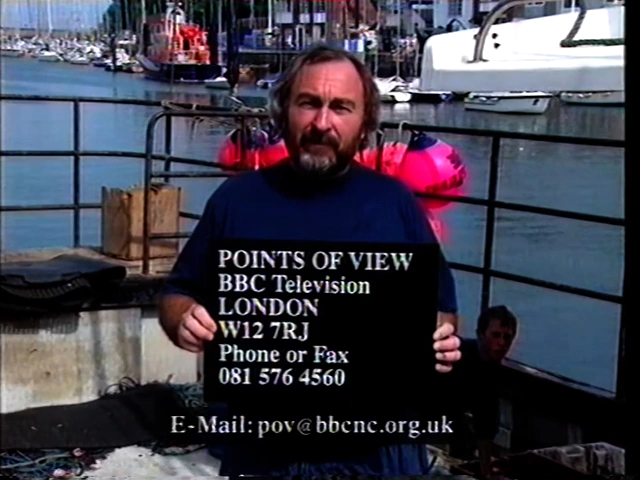 POINTS OF VIEW
BBC Television
LONDON
W12 7RJ
Phone or Fax
081 576 4560
E-Mail: pov@bbcnc.org.uk